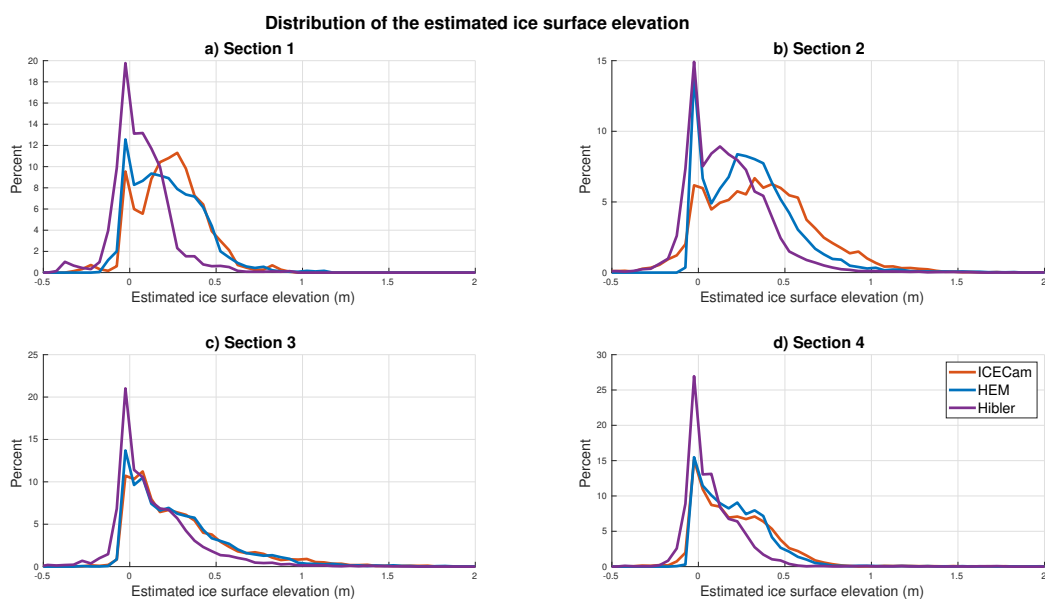 Distribution of the estimated ice surface elevation
a) Section 1
20
18
16
14
12
10
8
6
4
2
0
Percent
-0.5 0 0.5 1 1.5 2
Estimated ice surface elevation (m)
b) Section 2
15
10
5
0
Percent
-0.5 0 0.5 1 1.5 2
Estimated ice surface elevation (m)
c) Section 3
25
20
15
10
5
0
Percent
-0.5 0 0.5 1 1.5 2
Estimated ice surface elevation (m)
d) Section 4
30
25
20
15
10
5
0
Percent
ICECam
HEM
Hibler
-0.5 0 0.5 1 1.5 2
Estimated ice surface elevation (m)